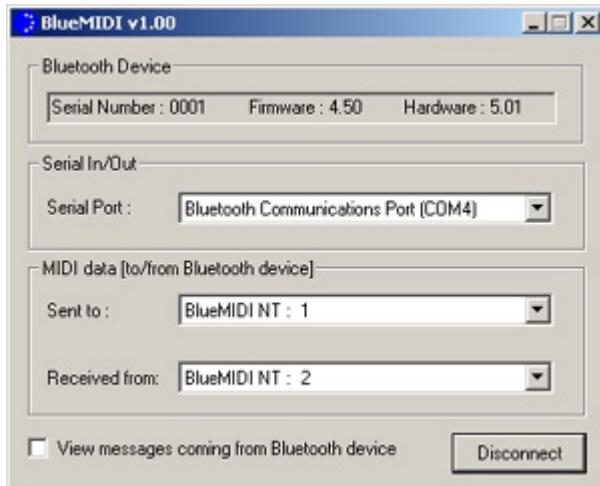 BlueMIDI v1.00
Bluetooth Device
Serial Number : 0001 Firmware : 4.50 Hardware : 5.01
Serial In/Out
Serial Port : Bluetooth Communications Port (COM4)
MIDI data [to/from Bluetooth device]
Sent to : BlueMIDI NT : 1
Received from: BlueMIDI NT : 2
View messages coming from Bluetooth device Disconnect